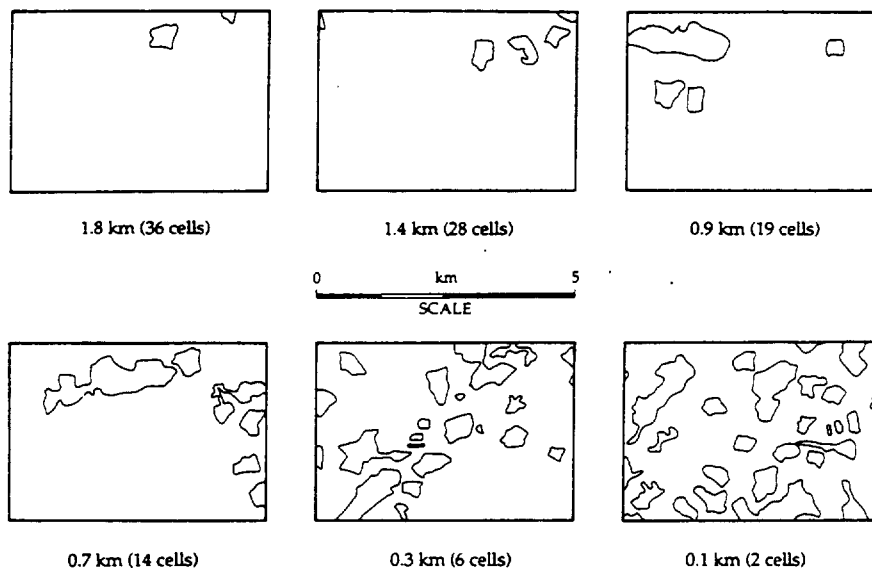 1.8 km (36 cells)
1.4 km (28 cells)
0.9 km (19 cells)
0 km 5
SCALE
0.7 km (14 cells)
0.3 km (6 cells)
0.1 km (2 cells)